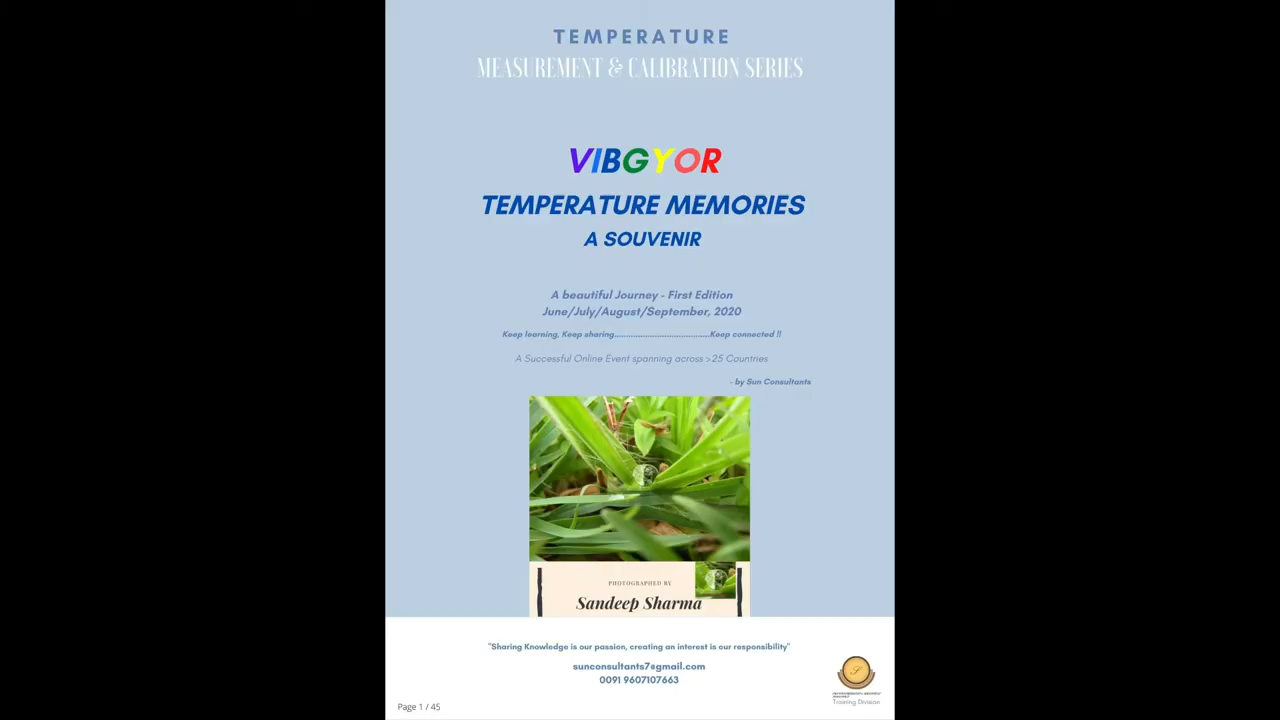 TEMPERATURE
MEASUREMENT & CALIBRATION SERIES
VIBGYOR
TEMPERATURE MEMORIES
A SOUVENIR
A beautiful Journey - First Edition
June/July/August/September, 2020
Keep learning, Keep sharing......................................Keep connected !!
A Successful Online Event spanning across >25 Countries
- by Sun Consultants
PHOTOGRAPHED BY
Sandeep Sharma
"Sharing Knowledge is our passion, creating an interest is our responsibility"
sunconsultants7@gmail.com
0091 9607107663
Training Division
Page 1 / 45